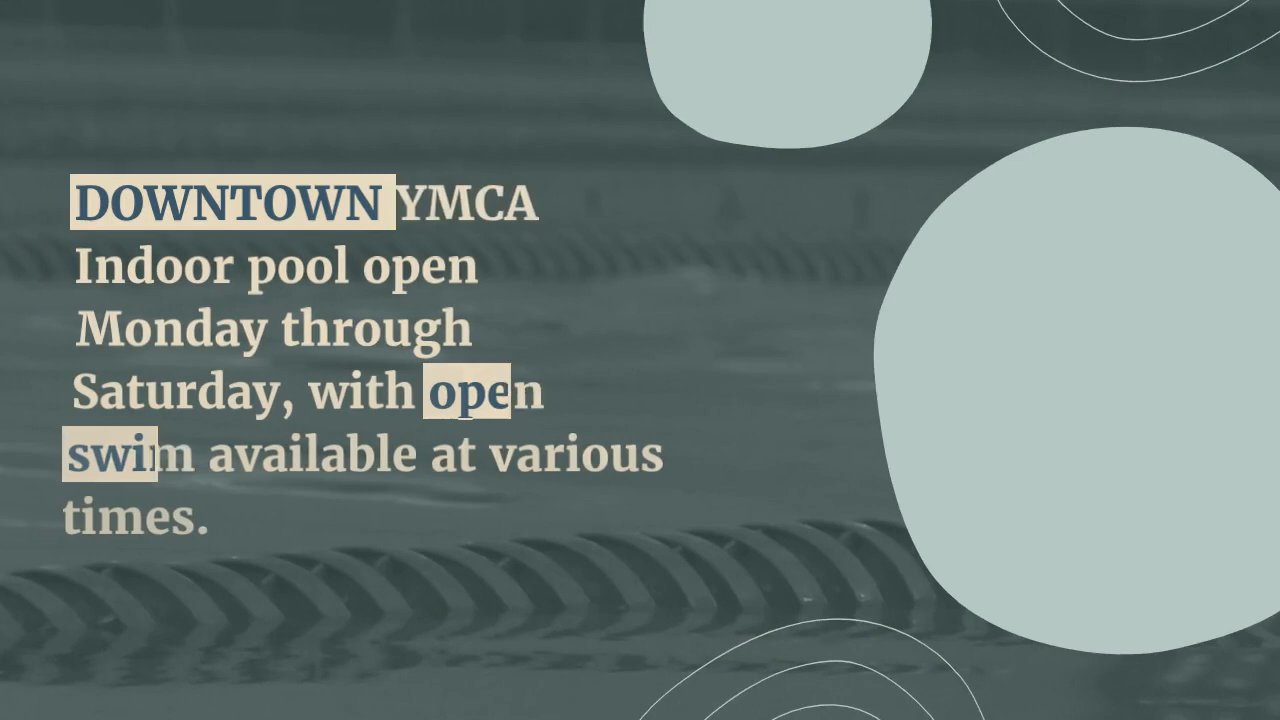 DOWNTOWN YMCA
Indoor pool open
Monday through
Saturday, with open
swim available at various
times.